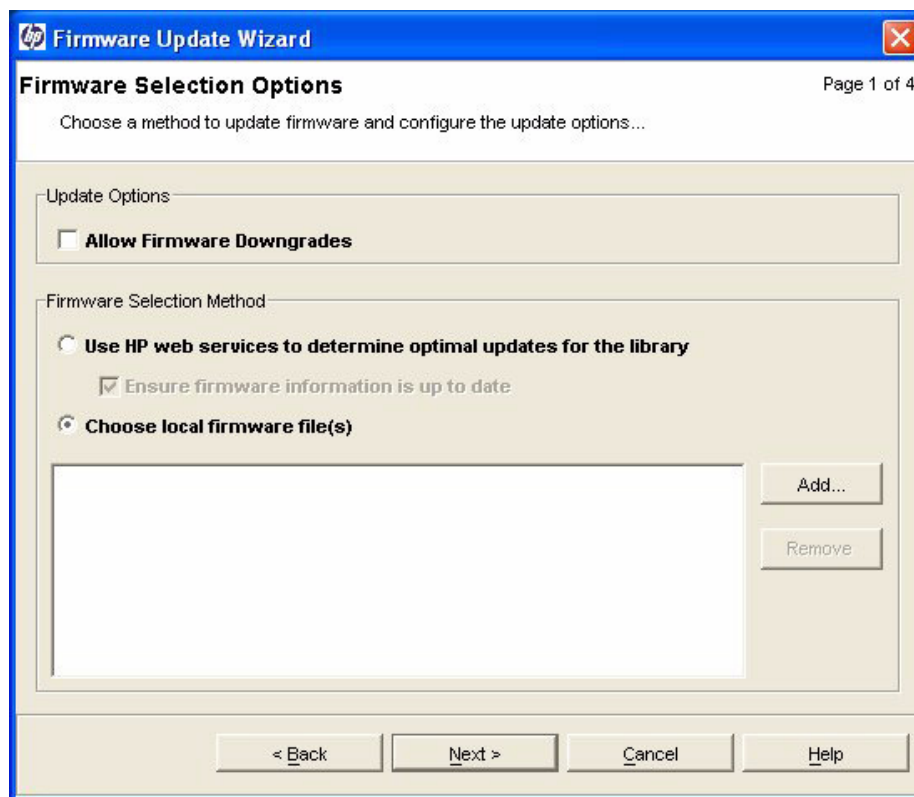 hp Firmware Update Wizard
Firmware Selection Options Page 1 of 4
Choose a method to update firmware and configure the update options...
Update Options
Allow Firmware Downgrades
Firmware Selection Method
Use HP web services to determine optimal updates for the library
Ensure firmware information is up to date
Choose local firmware file(s)
Add...
Remove
< Back Next > Cancel Help